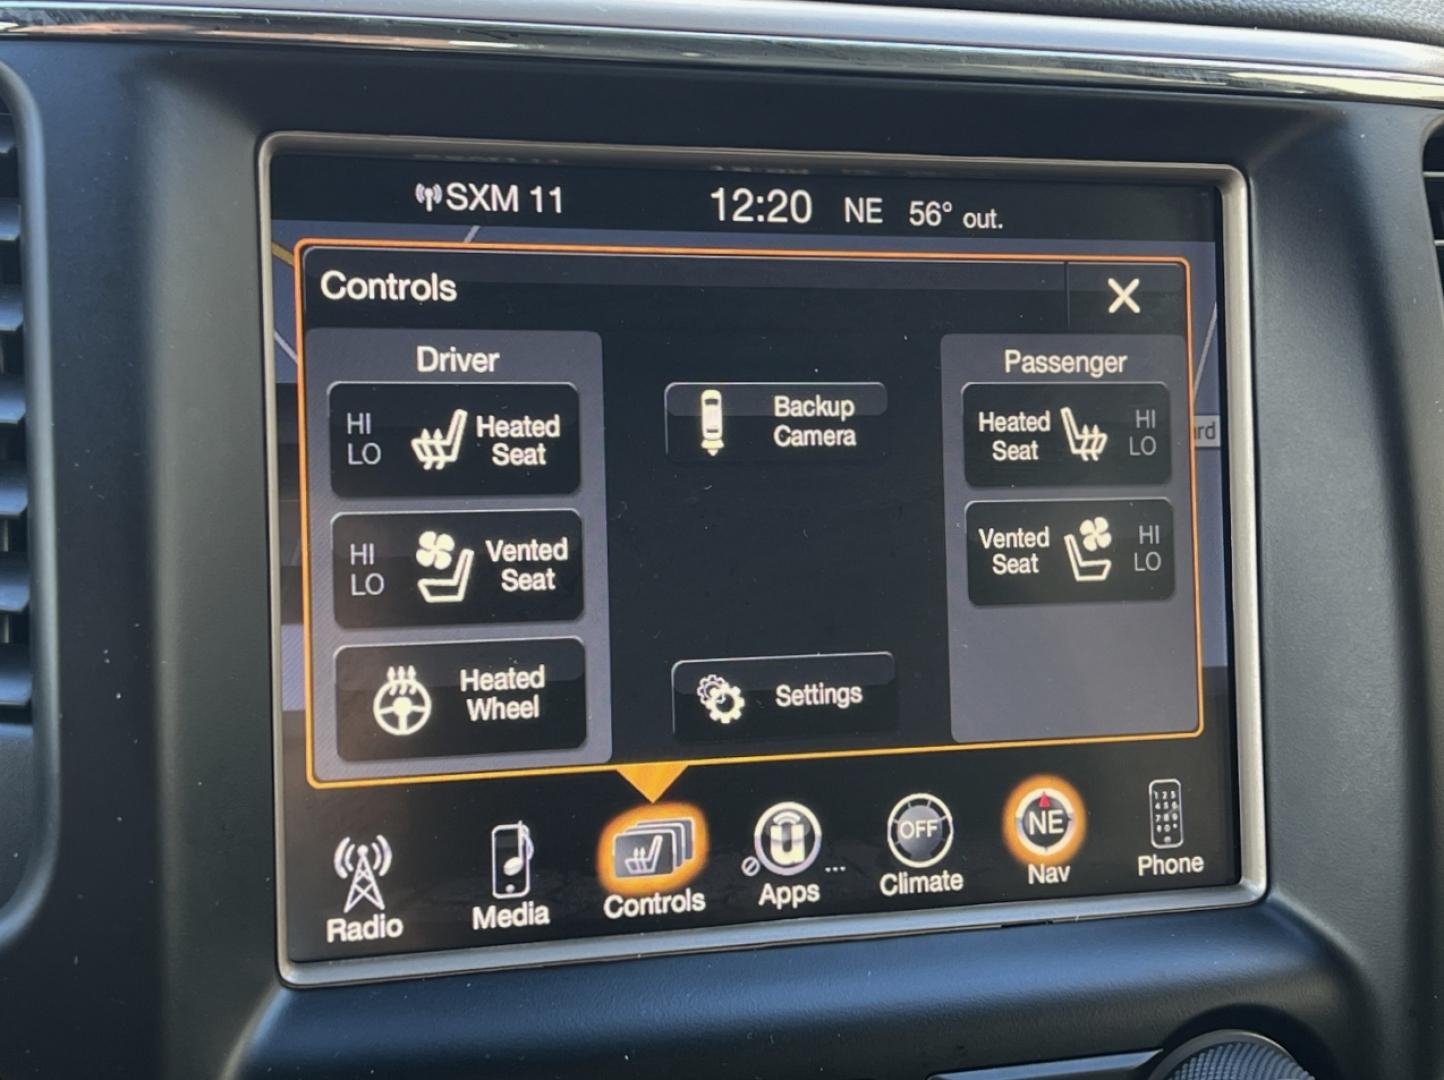 SXM 11 12:20 NE 56° out.
Controls
Driver
Passenger
HI
LO
Heated
Seat
Backup
Camera
Heated
Seat
HI
LO
HI
LO
Vented
Seat
Vented
Seat
HI
LO
Heated
Wheel
Settings
Radio
Media
Controls
Apps
OFF
Climate
NE
Nav
Phone